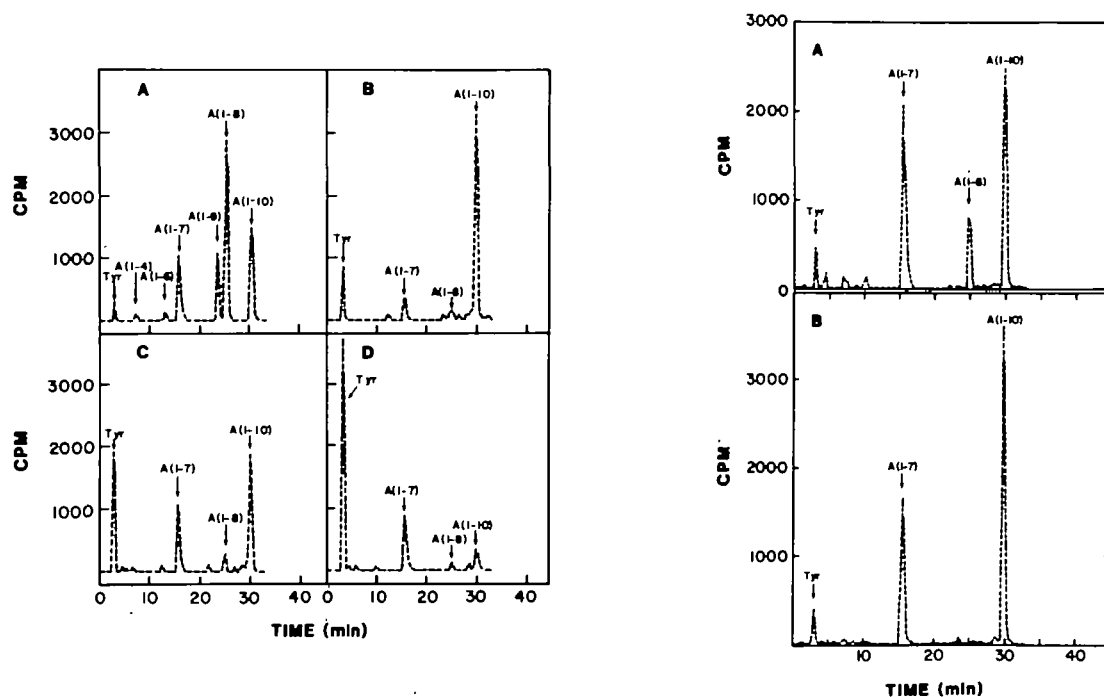 A
B
A(1-8)
A(1-10)
A(1-7)
A(1-10)
A(1-4)
A(1-6)
Tyr
Tyr
A(1-7)
A(1-8)
CPM
3000
2000
1000
0
C
D
Tyr
Tyr
A(1-7)
A(1-8)
A(1-10)
A(1-7)
A(1-8)
A(1-10)
CPM
3000
2000
1000
0 10 20 30 40 0 10 20 30 40
TIME (min)
A
A(1-7)
A(1-10)
A(1-8)
Tyr
CPM
3000
2000
1000
0
B
A(1-10)
A(1-7)
Tyr
CPM
3000
2000
1000
0
10 20 30 40
TIME (min)